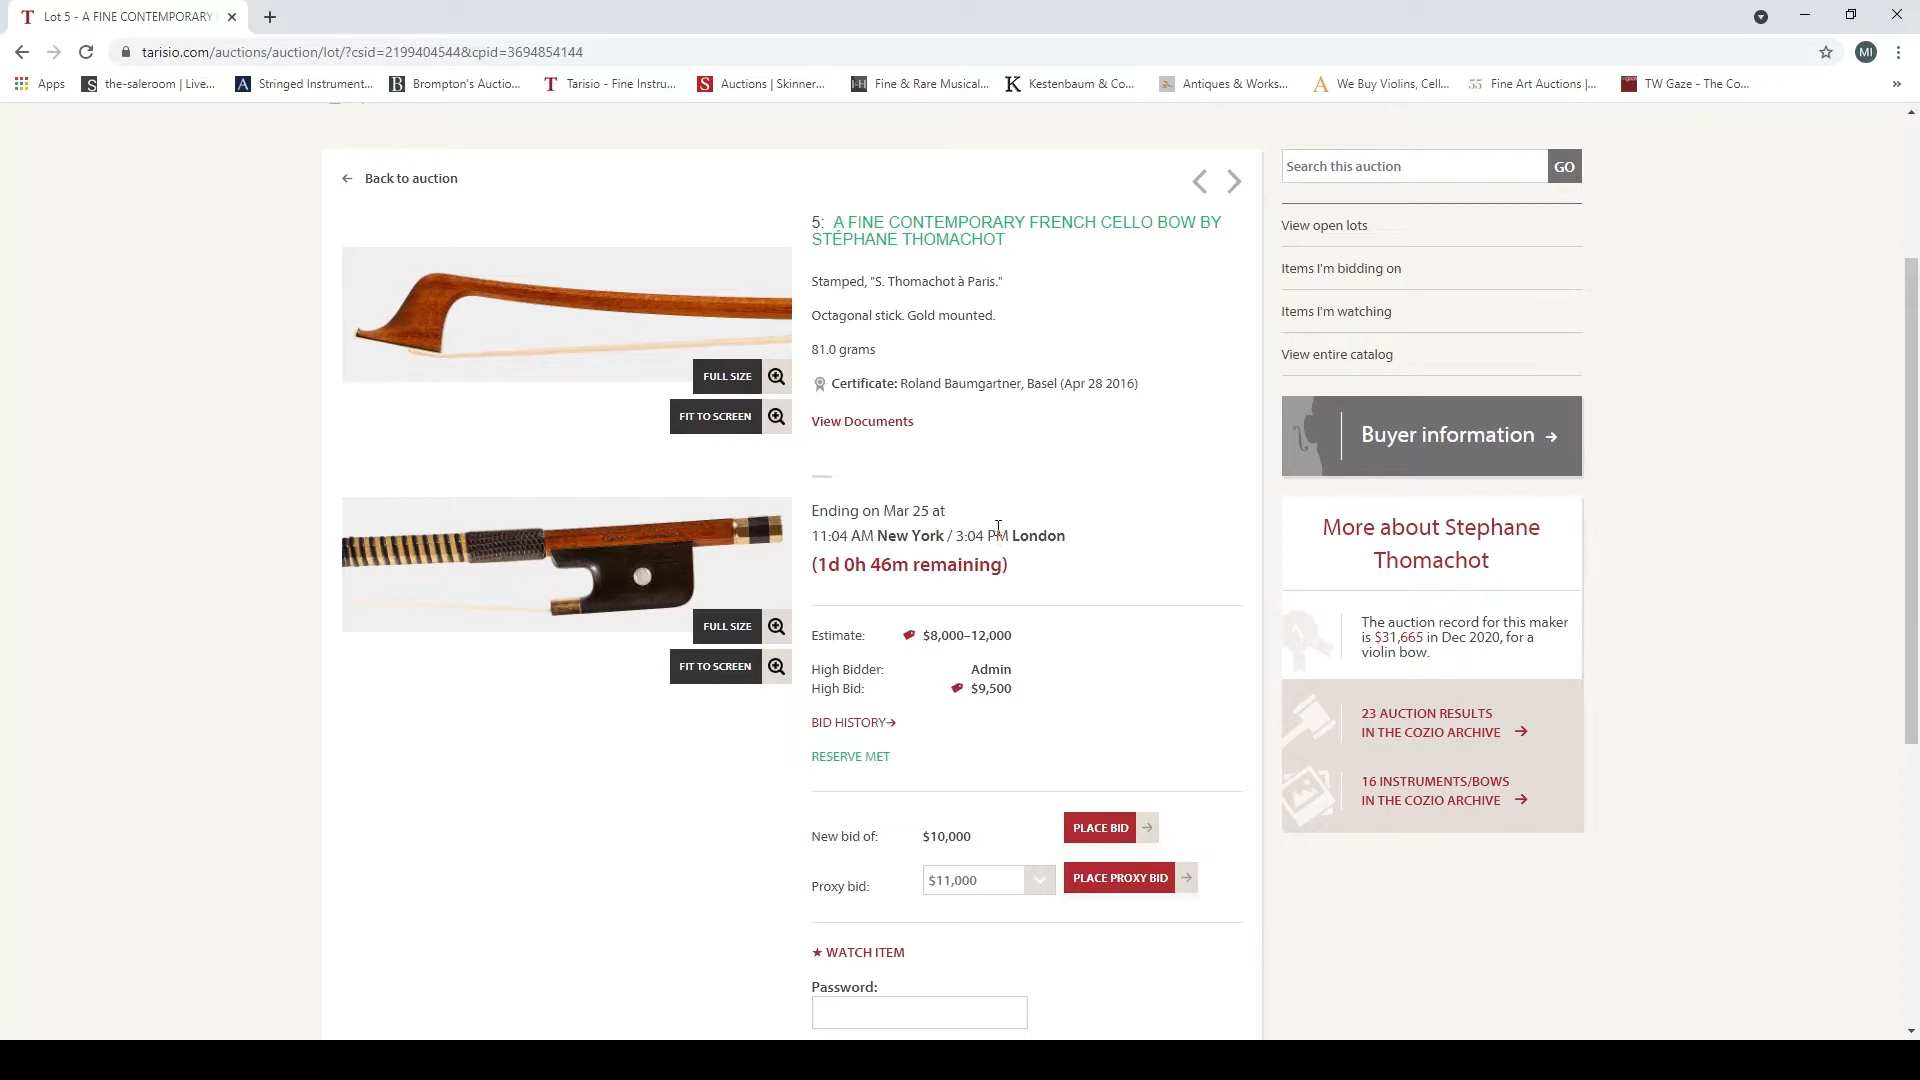 Lot 5 - A FINE CONTEMPORARY
tarisio.com/auctions/auction/lot/?csid=2199404544&cpid=3694854144
MI
Apps
the-saleroom | Live...
Stringed Instrument...
Brompton's Auctio...
Tarisio - Fine Instru...
Auctions | Skinner...
Fine & Rare Musical...
Kestenbaum & Co...
Antiques & Works...
We Buy Violins, Cell...
Fine Art Auctions |...
TW Gaze - The Co...
Back to auction
5: A FINE CONTEMPORARY FRENCH CELLO BOW BY
STÉPHANE THOMACHOT
Stamped, "S. Thomachot à Paris."
Octagonal stick. Gold mounted.
81.0 grams
Certificate: Roland Baumgartner, Basel (Apr 28 2016)
View Documents
FULL SIZE
FIT TO SCREEN
FULL SIZE
FIT TO SCREEN
Ending on Mar 25 at
11:04 AM New York / 3:04 PM London
(1d 0h 46m remaining)
Estimate: $8,000–12,000
High Bidder: Admin
High Bid: $9,500
BID HISTORY→
RESERVE MET
New bid of: $10,000 PLACE BID →
Proxy bid: $11,000 PLACE PROXY BID →
★ WATCH ITEM
Password:
Search this auction GO
View open lots
Items I'm bidding on
Items I'm watching
View entire catalog
Buyer information →
More about Stephane
Thomachot
The auction record for this maker
is $31,665 in Dec 2020, for a
violin bow.
23 AUCTION RESULTS
IN THE COZIO ARCHIVE →
16 INSTRUMENTS/BOWS
IN THE COZIO ARCHIVE →